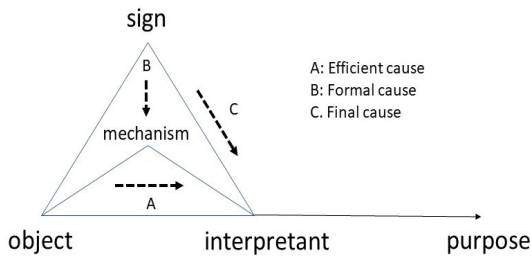 sign
B
A: Efficient cause
B: Formal cause
C
C. Final cause
mechanism
A
object
interpretant
purpose